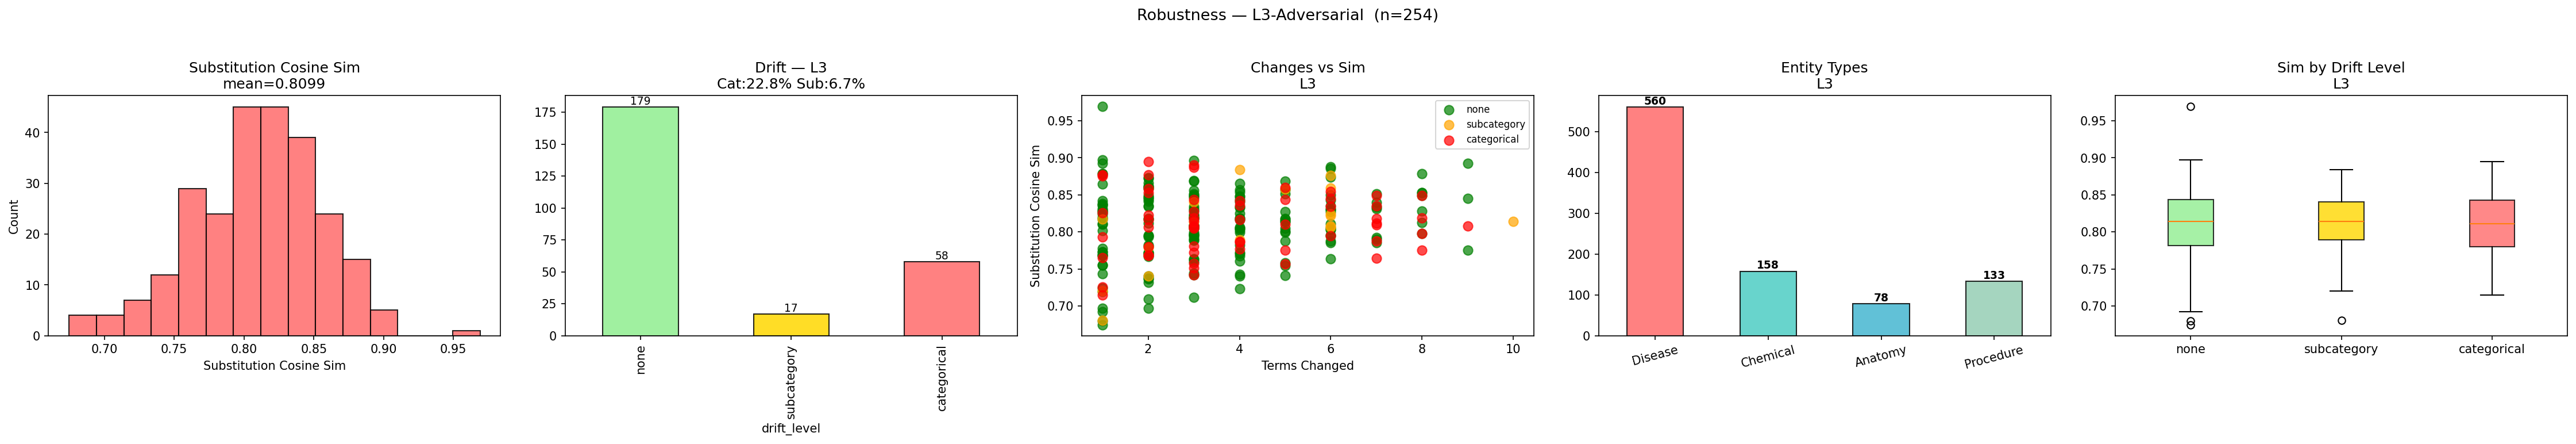 Robustness — L3-Adversarial  (n=254)
Substitution Cosine Sim
mean=0.8099
Count
40
30
20
10
0
0.70 0.75 0.80 0.85 0.90 0.95
Substitution Cosine Sim
Drift — L3
Cat:22.8% Sub:6.7%
175
150
125
100
75
50
25
0
179
17
58
none
subcategory
categorical
drift_level
Changes vs Sim
L3
Substitution Cosine Sim
0.95
0.90
0.85
0.80
0.75
0.70
none
subcategory
categorical
2 4 6 8 10
Terms Changed
Entity Types
L3
500
400
300
200
100
0
560
158
78
133
Disease
Chemical
Anatomy
Procedure
Sim by Drift Level
L3
0.95
0.90
0.85
0.80
0.75
0.70
none
subcategory
categorical